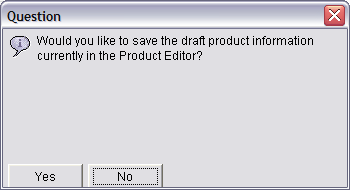 Question
Would you like to save the draft product information
currently in the Product Editor?
Yes
No